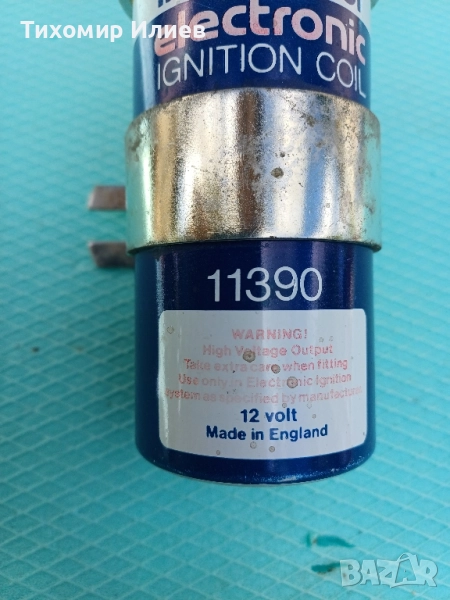 Тихомир Илиев
electronic
IGNITION COIL
11390
WARNING!
High Voltage Output
Take extra care when fitting
Use only in Electronic Ignition
system as specified by manufacturer
12 volt
Made in England
BAZAR